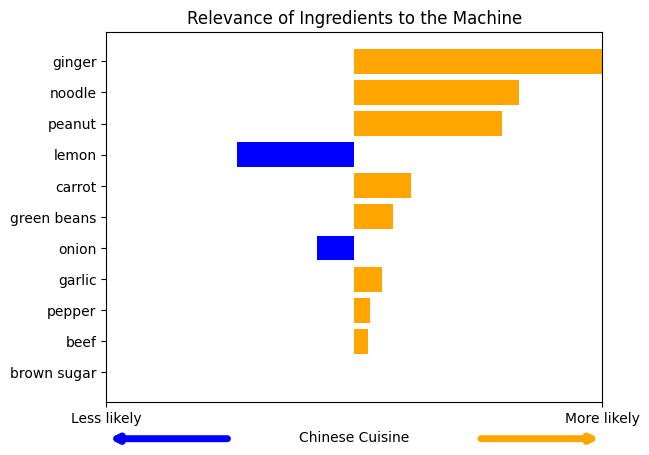 Relevance of Ingredients to the Machine
ginger
noodle
peanut
lemon
carrot
green beans
onion
garlic
pepper
beef
brown sugar
Less likely
More likely
Chinese Cuisine